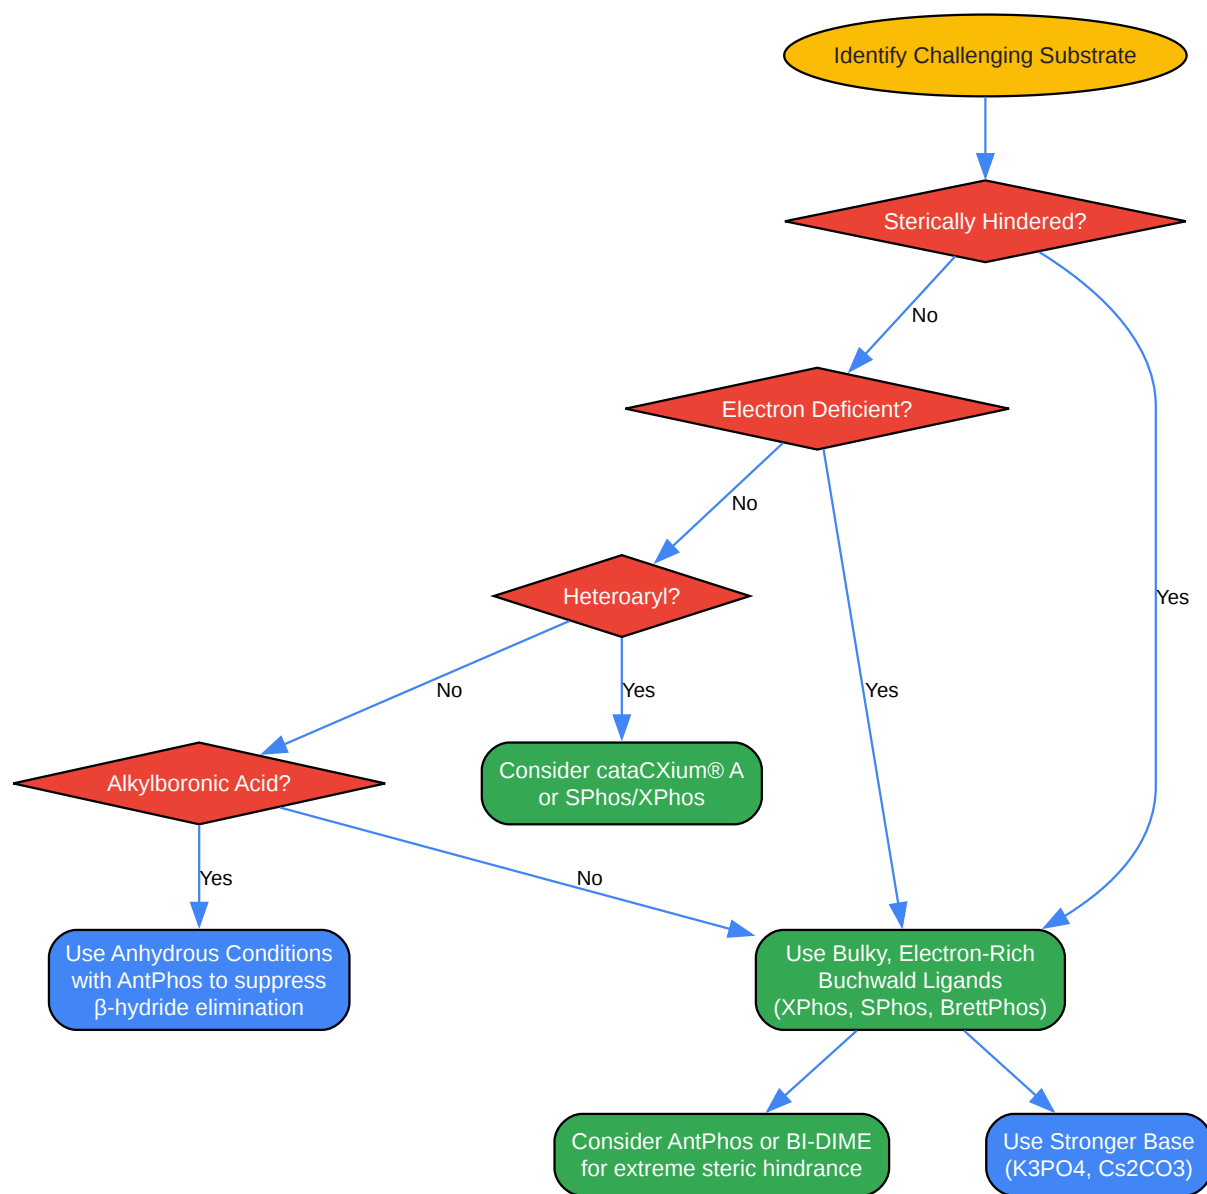 Identify Challenging Substrate
Sterically Hindered?
No
Electron Deficient?
No
Heteroaryl?
Yes
No
Yes
Yes
Alkylboronic Acid?
Consider cataCXium® A
or SPhos/XPhos
Yes
No
Use Anhydrous Conditions
with AntPhos to suppress
β-hydride elimination
Use Bulky, Electron-Rich
Buchwald Ligands
(XPhos, SPhos, BrettPhos)
Consider AntPhos or BI-DIME
for extreme steric hindrance
Use Stronger Base
(K3PO4, Cs2CO3)